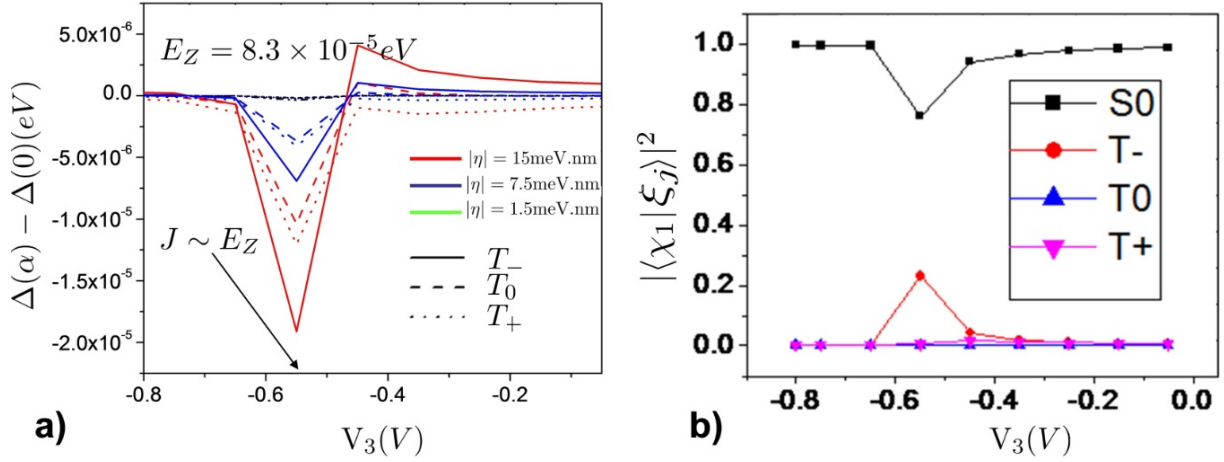 Δ(α) − Δ(0)(eV)
5.0x10⁻⁶
0.0
-5.0x10⁻⁶
-1.0x10⁻⁵
-1.5x10⁻⁵
-2.0x10⁻⁵
E_Z = 8.3 × 10⁻⁵eV
|η| = 15meV.nm
|η| = 7.5meV.nm
|η| = 1.5meV.nm
J ∼ E_Z
T₋
T₀
T₊
-0.8 -0.6 -0.4 -0.2
V₃(V)
a)
|⟨χ1|ξⱼ⟩|²
1.0
0.8
0.6
0.4
0.2
0.0
S0
T-
T0
T+
-0.8 -0.6 -0.4 -0.2 0.0
V₃(V)
b)